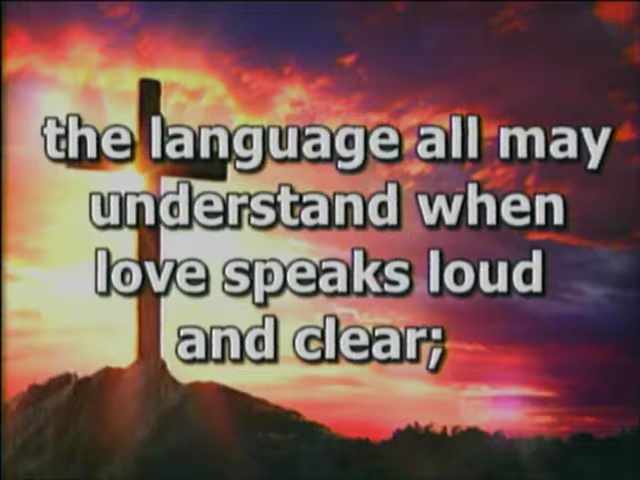 the language all may
understand when
love speaks loud
and clear;